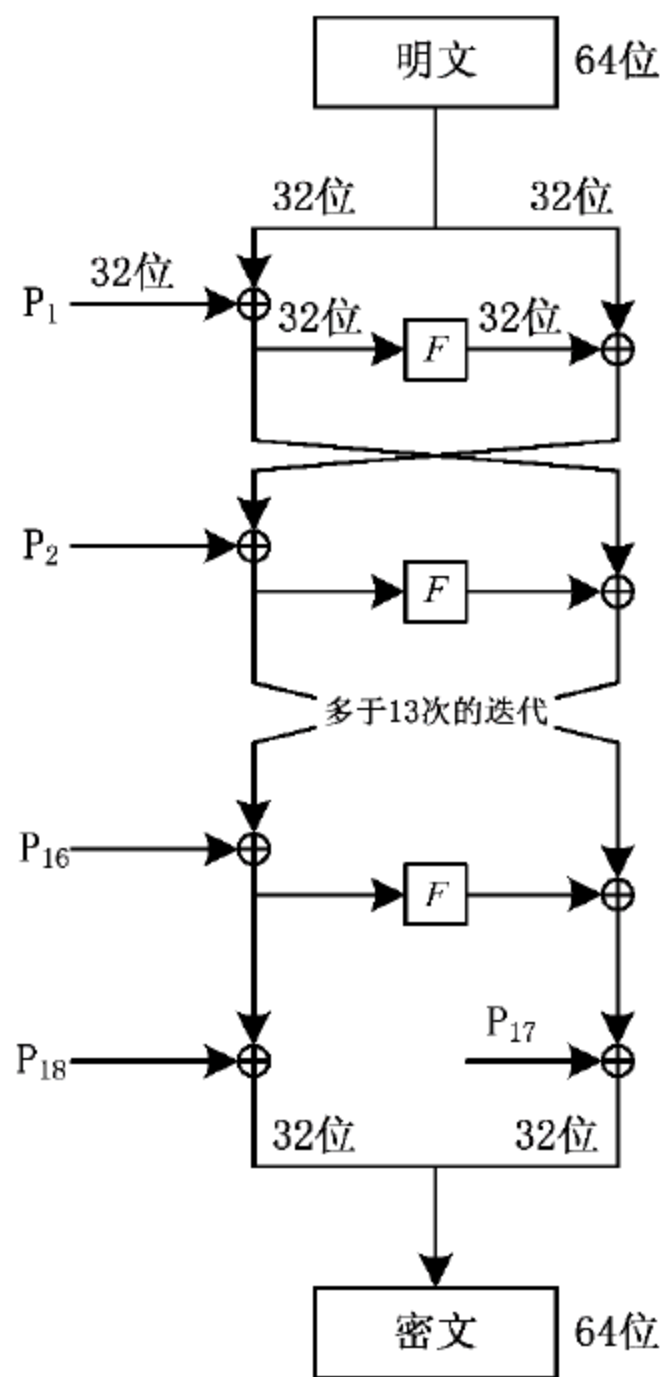 明文 64位
32位 32位
P1 32位
32位 F 32位
P2
F
多于13次的迭代
P16
F
P17
P18
32位 32位
密文 64位